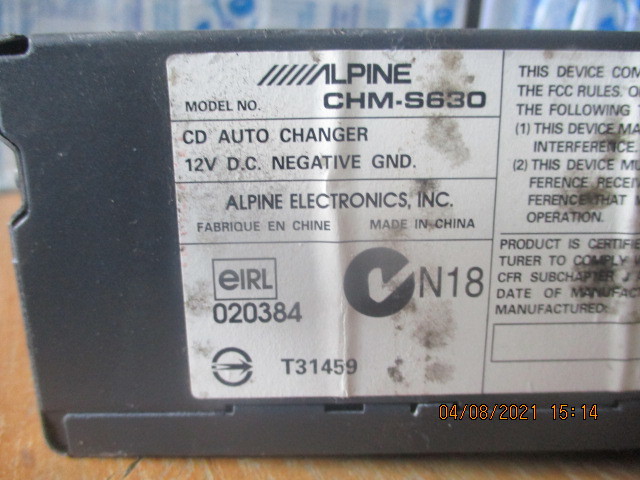 ALPINE
MODEL NO. CHM-S630
CD AUTO CHANGER
12V D.C. NEGATIVE GND.
ALPINE ELECTRONICS, INC.
FABRIQUE EN CHINE MADE IN CHINA
eIRL
020384
N18
T31459
THIS DEVICE COM
THE FCC RULES. O
THE FOLLOWING
(1) THIS DEVICE MA
INTERFERENCE.
(2) THIS DEVICE MU
FERENCE RECEI
FERENCE THAT M
OPERATION.
PRODUCT IS CERTIFIE
TURER TO COMPLY
CFR SUBCHAPTER J
DATE OF MANUFAC
MANUFACTURED:
04/08/2021 15:14